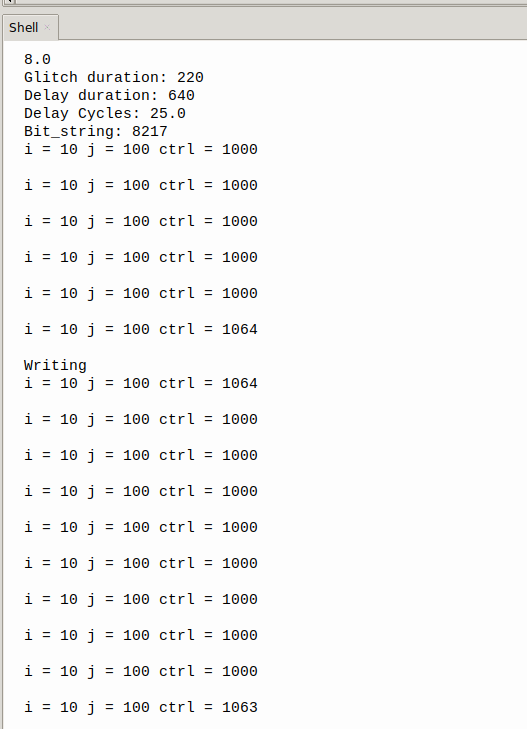 Shell
8.0
Glitch duration: 220
Delay duration: 640
Delay Cycles: 25.0
Bit_string: 8217
i = 10 j = 100 ctrl = 1000
i = 10 j = 100 ctrl = 1000
i = 10 j = 100 ctrl = 1000
i = 10 j = 100 ctrl = 1000
i = 10 j = 100 ctrl = 1000
i = 10 j = 100 ctrl = 1064
Writing
i = 10 j = 100 ctrl = 1064
i = 10 j = 100 ctrl = 1000
i = 10 j = 100 ctrl = 1000
i = 10 j = 100 ctrl = 1000
i = 10 j = 100 ctrl = 1000
i = 10 j = 100 ctrl = 1000
i = 10 j = 100 ctrl = 1000
i = 10 j = 100 ctrl = 1000
i = 10 j = 100 ctrl = 1000
i = 10 j = 100 ctrl = 1063